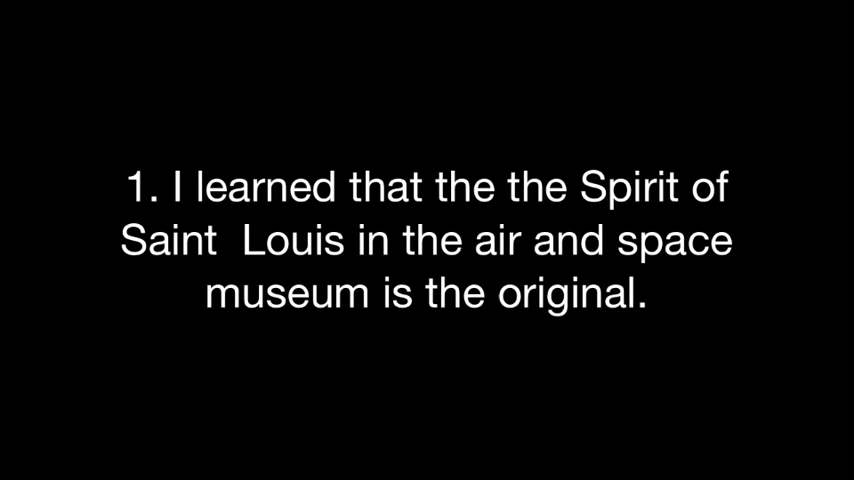 1. I learned that the the Spirit of
Saint  Louis in the air and space
museum is the original.